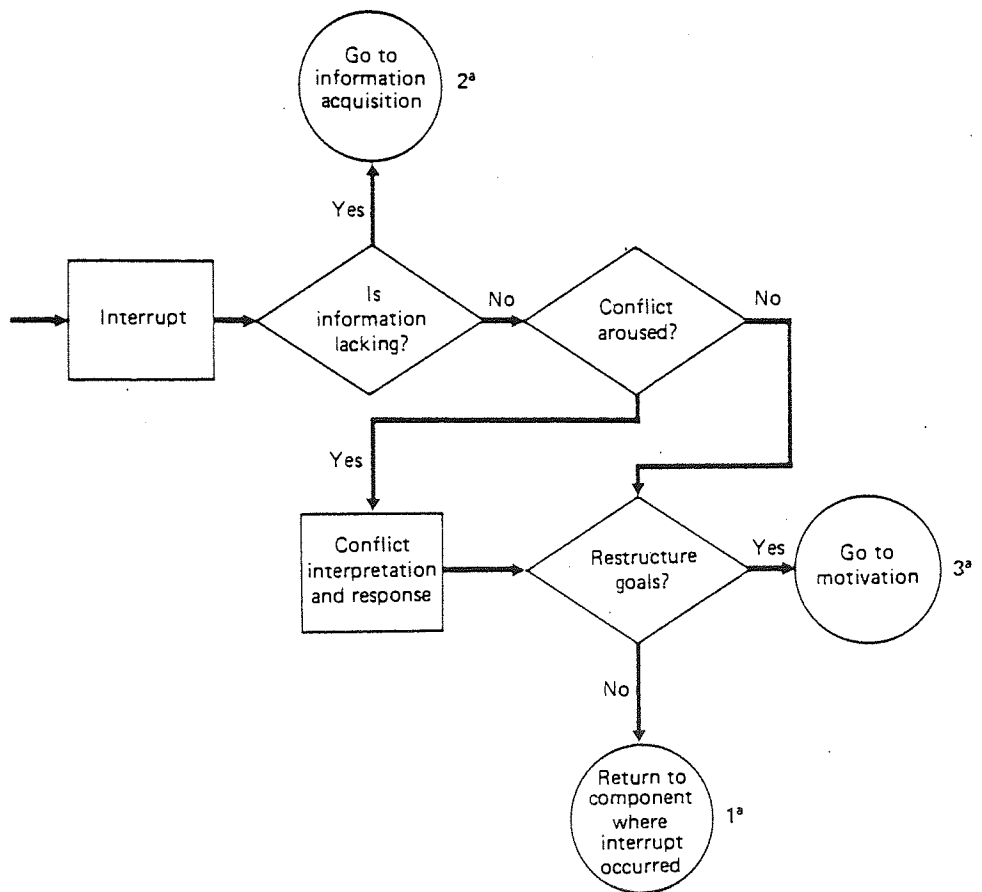 Go to
information
acquisition
2ª
Yes
Interrupt
Is
information
lacking?
No
Conflict
aroused?
No
Yes
Conflict
interpretation
and response
Restructure
goals?
Yes
Go to
motivation
3ª
No
Return to
component
where
interrupt
occurred
1ª